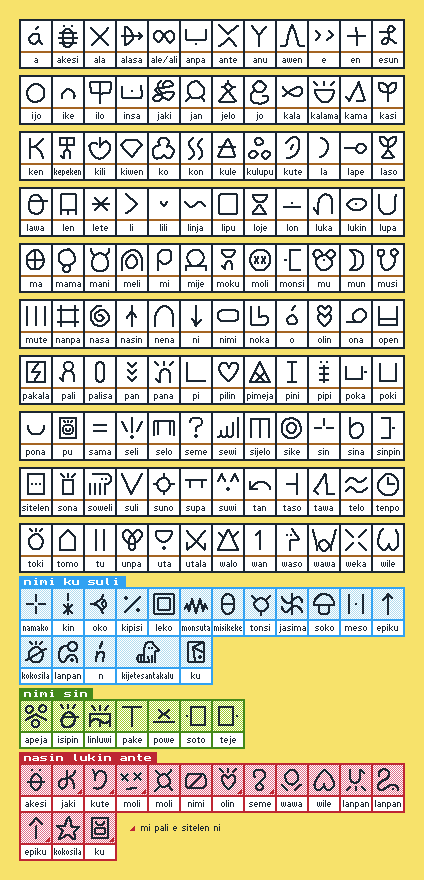 a akesi ala alasa ale/ali anpa ante anu awen e en esun
ijo ike ilo insa jaki jan jelo jo kala kalama kama kasi
ken kepeken kili kiwen ko kon kule kulupu kute la lape laso
lawa len lete li lili linja lipu loje lon luka lukin lupa
ma mama mani meli mi mije moku moli monsi mu mun musi
mute nanpa nasa nasin nena ni nimi noka o olin ona open
pakala pali palisa pan pana pi pilin pimeja pini pipi poka poki
pona pu sama seli selo seme sewi sijelo sike sin sina sinpin
sitelen sona soweli suli suno supa suwi tan taso tawa telo tenpo
toki tomo tu unpa uta utala walo wan waso wawa weka wile
nimi ku suli
namako kin oko kipisi leko monsuta misikeke tonsi jasima soko meso epiku
kokosila lanpan n kijetesantakalu ku
nimi sin
apeja isipin linluwi pake powe soto teje
nasin lukin ante
akesi jaki kute moli moli nimi olin seme wawa wile lanpan lanpan
epiku kokosila ku
mi pali e sitelen ni